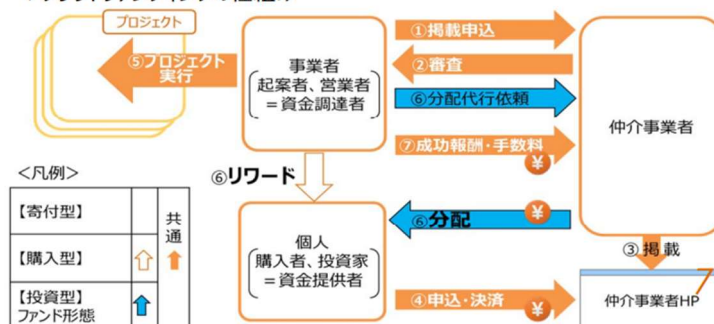 プロジェクト
⑤プロジェクト
実行
事業者
起案者、営業者
＝資金調達者
①掲載申込
②審査
⑥分配代行依頼
⑦成功報酬・手数料
¥
仲介事業者
⑥リワード
⑥分配
¥
個人
購入者、投資家
＝資金提供者
③掲載
④申込・決済
¥
仲介事業者HP
＜凡例＞
【寄付型】
【購入型】
【投資型】
ファンド形態
共通